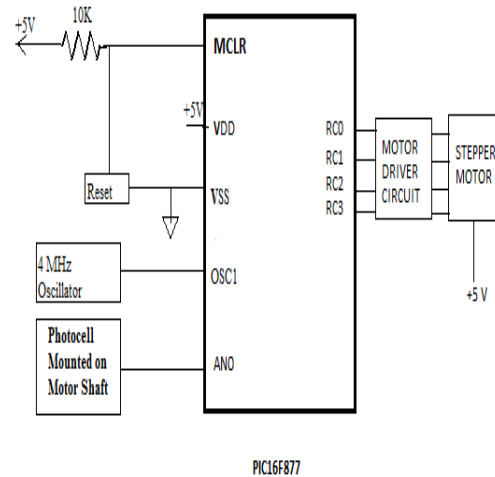 10K
+5V
MCLR
+5V
VDD
RC0
RC1
RC2
RC3
MOTOR
DRIVER
CIRCUIT
STEPPER
MOTOR
Reset
VSS
4 MHz
Oscillator
OSC1
+5 V
Photocell
Mounted on
Motor Shaft
AN0
PIC16F877